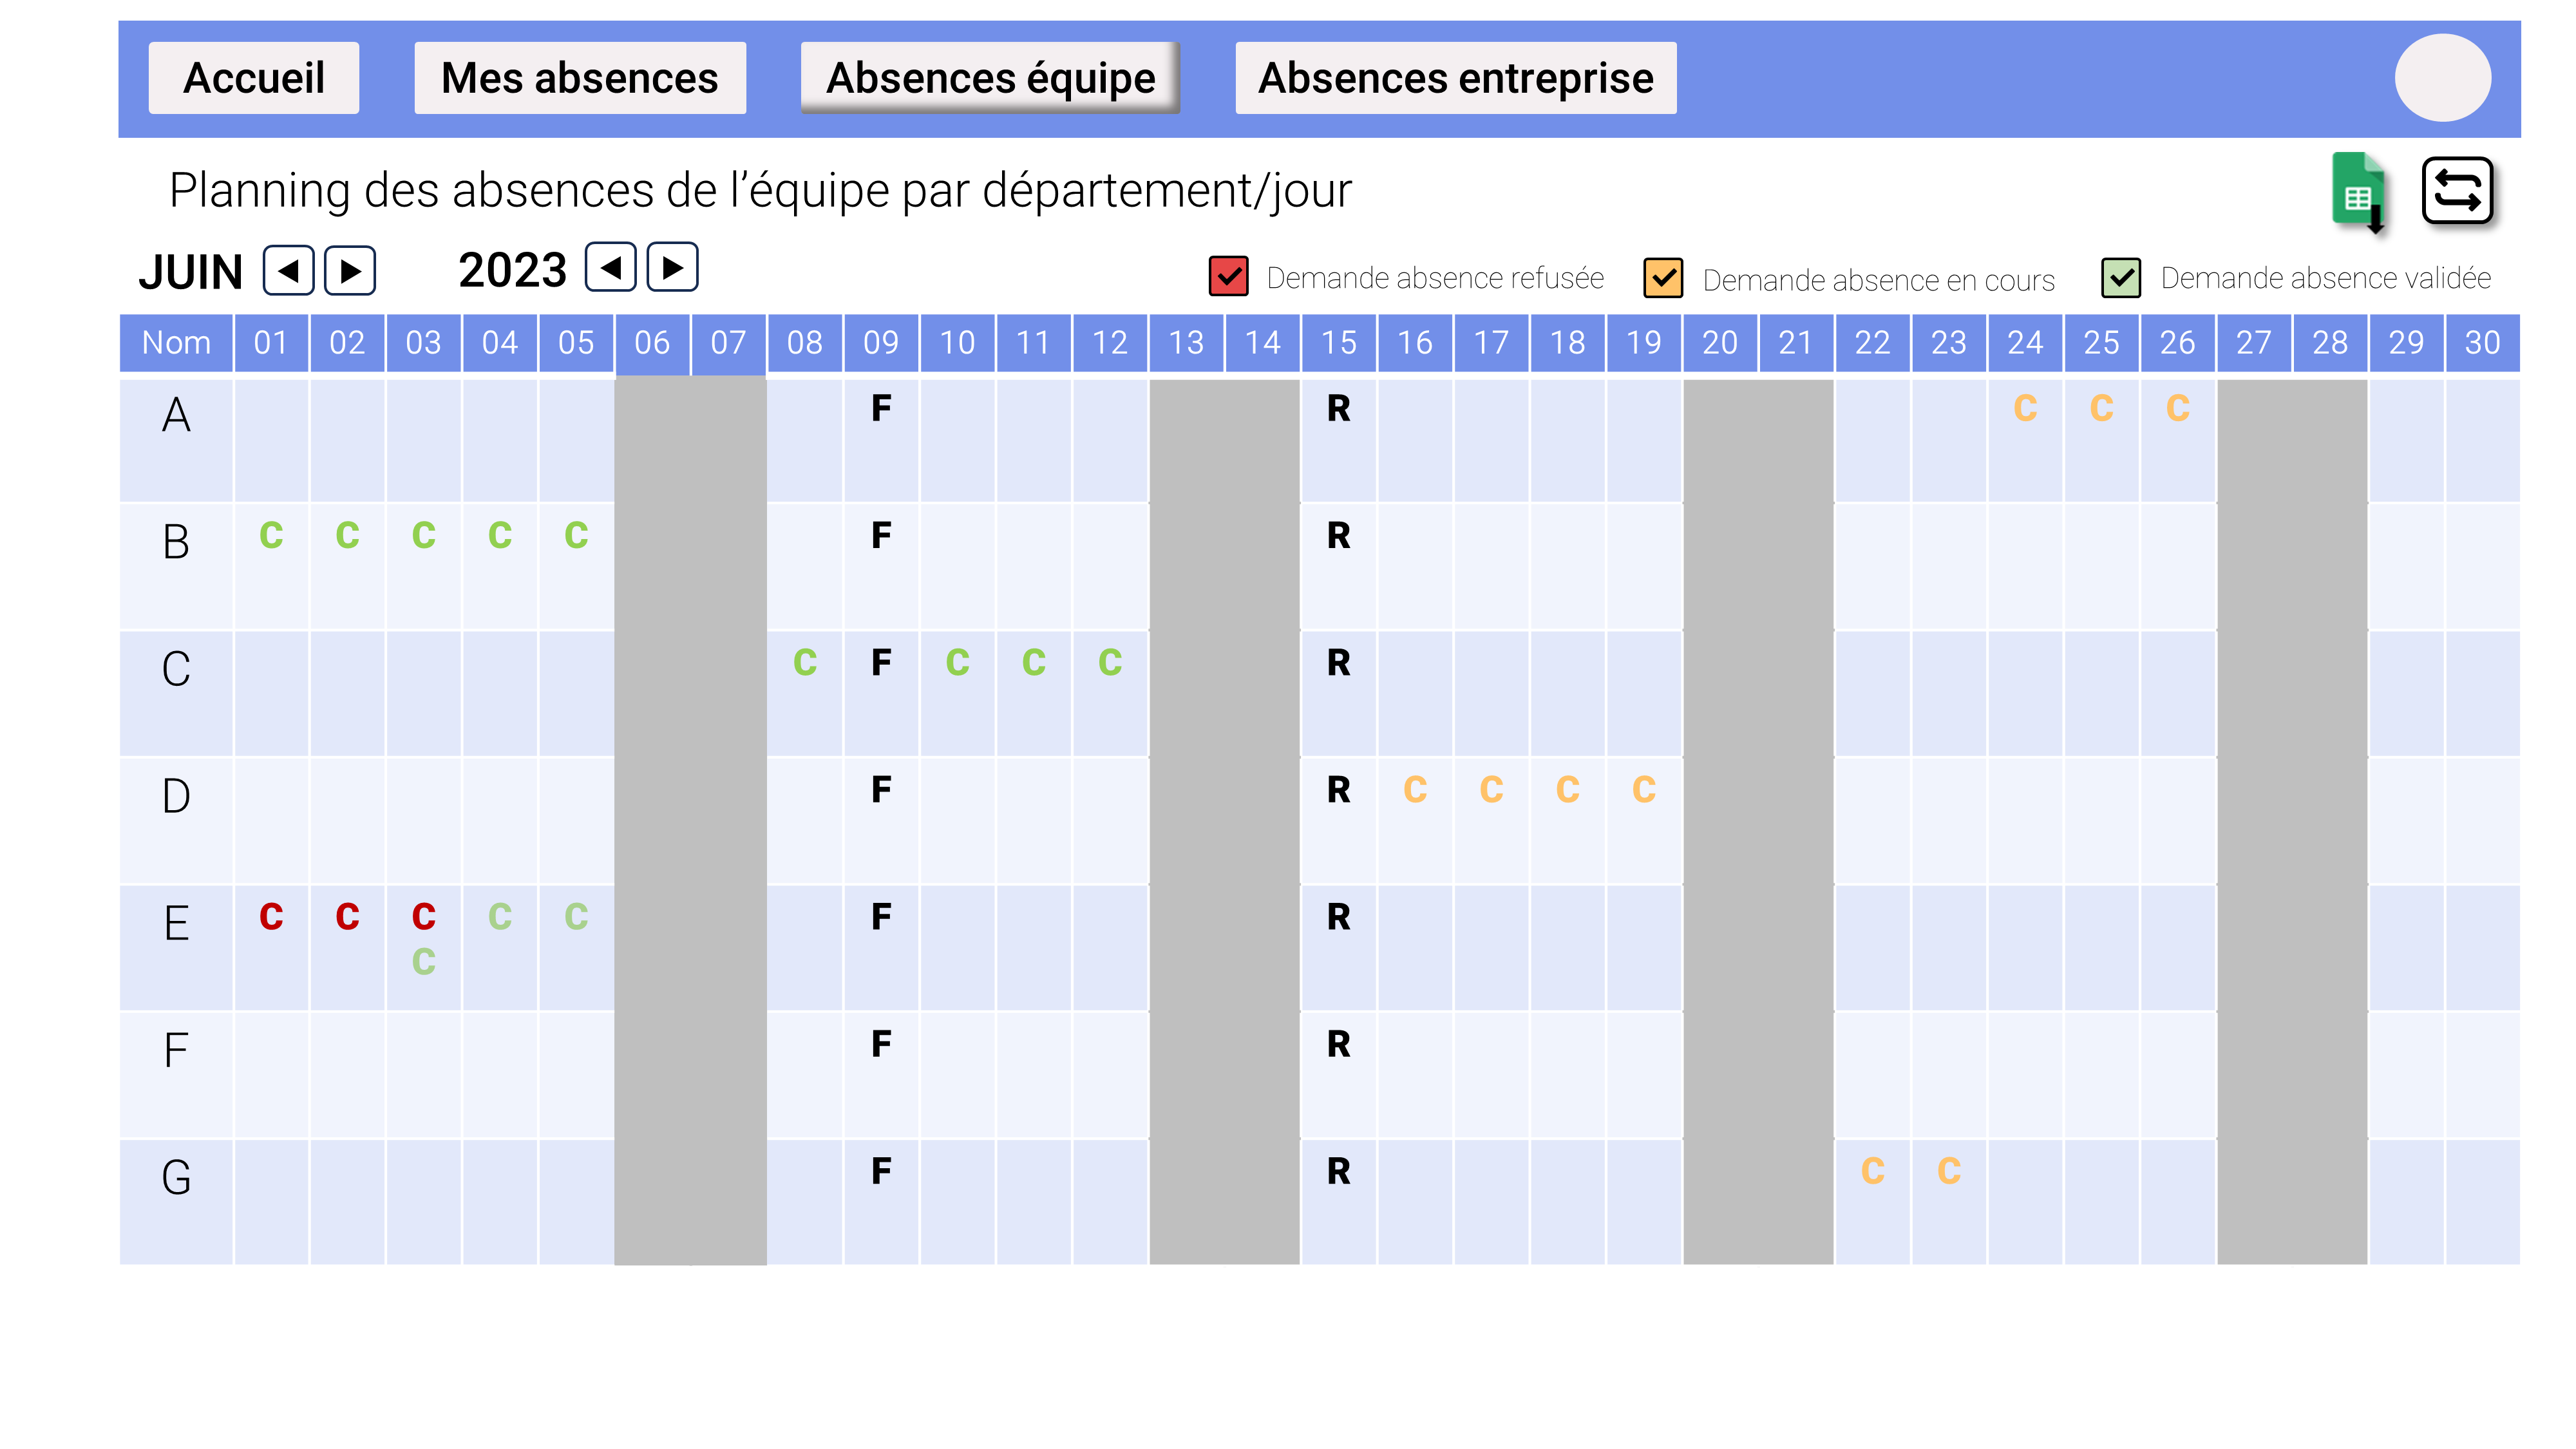 Accueil Mes absences Absences équipe Absences entreprise
Planning des absences de l’équipe par département/jour
JUIN 2023 Demande absence refusée Demande absence en cours Demande absence validée
Nom 01 02 03 04 05 06 07 08 09 10 11 12 13 14 15 16 17 18 19 20 21 22 23 24 25 26 27 28 29 30
A F R C C C
B C C C C C F R
C C F C C C R
D F R C C C C
E C C C C C F R
C
F F R
G F R C C